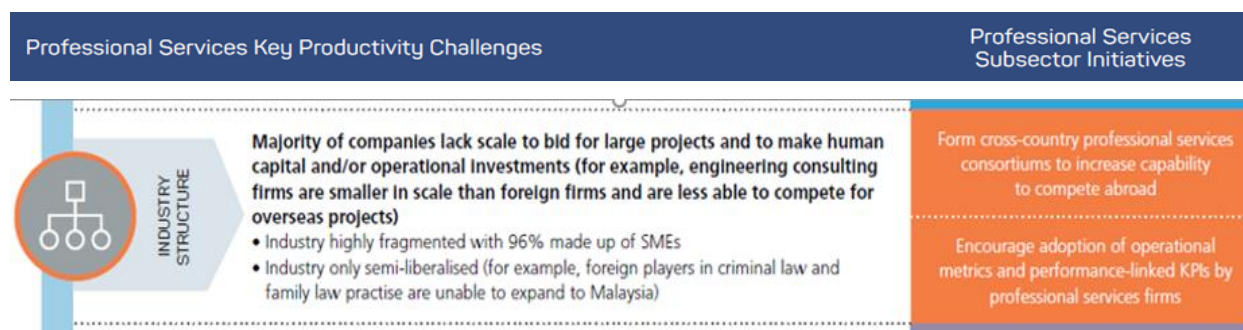 Professional Services Key Productivity Challenges
Professional Services
Subsector Initiatives
INDUSTRY
STRUCTURE
Majority of companies lack scale to bid for large projects and to make human
capital and/or operational investments (for example, engineering consulting
firms are smaller in scale than foreign firms and are less able to compete for
overseas projects)
• Industry highly fragmented with 96% made up of SMEs
• Industry only semi-liberalised (for example, foreign players in criminal law and
family law practise are unable to expand to Malaysia)
Form cross-country professional services
consortiums to increase capability
to compete abroad
Encourage adoption of operational
metrics and performance-linked KPIs by
professional services firms